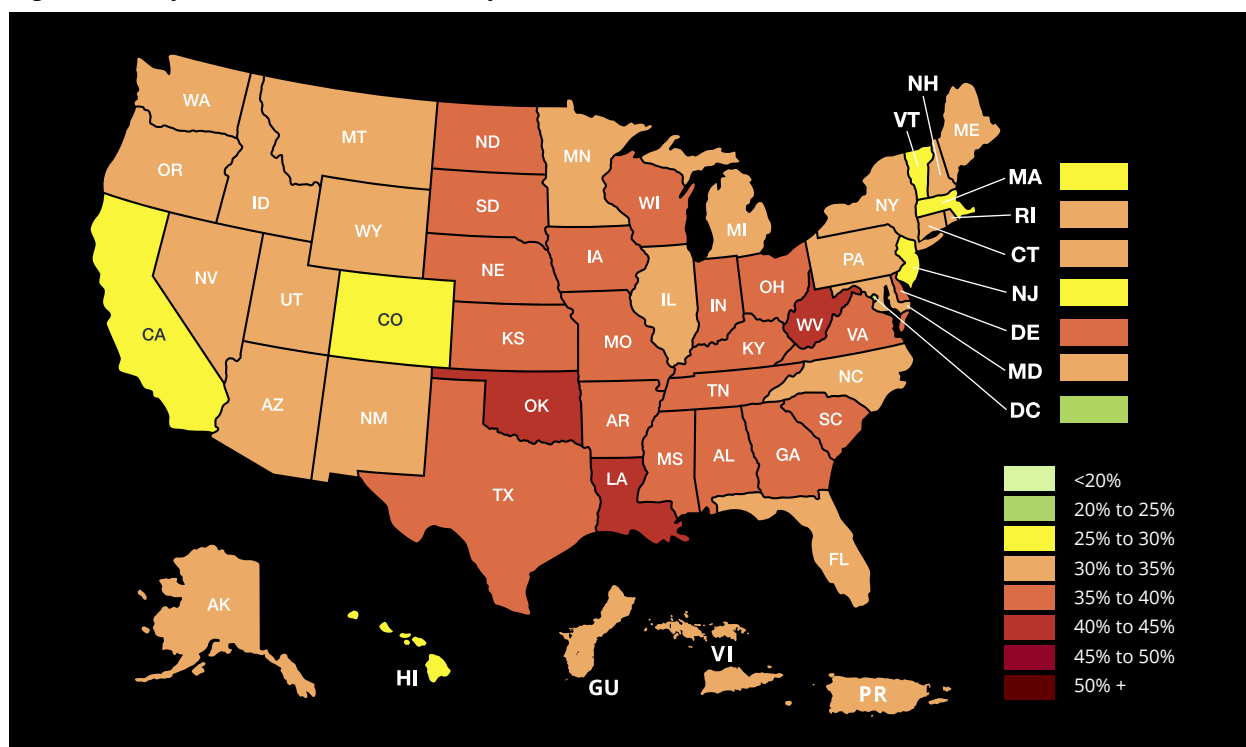 NH
VT
WA
ND
ME
MT
MN
OR
MA
SD
WI
ID
NY
RI
WY
MI
CT
IA
PA
NE
NV
NJ
OH
UT
IL
IN
CO
WV
DE
CA
VA
KS
MO
KY
MD
NC
TN
AZ
OK
DC
NM
AR
SC
MS
AL
GA
LA
<20%
TX
20% to 25%
25% to 30%
FL
30% to 35%
AK
35% to 40%
40% to 45%
VI
45% to 50%
HI
GU
50% +
PR